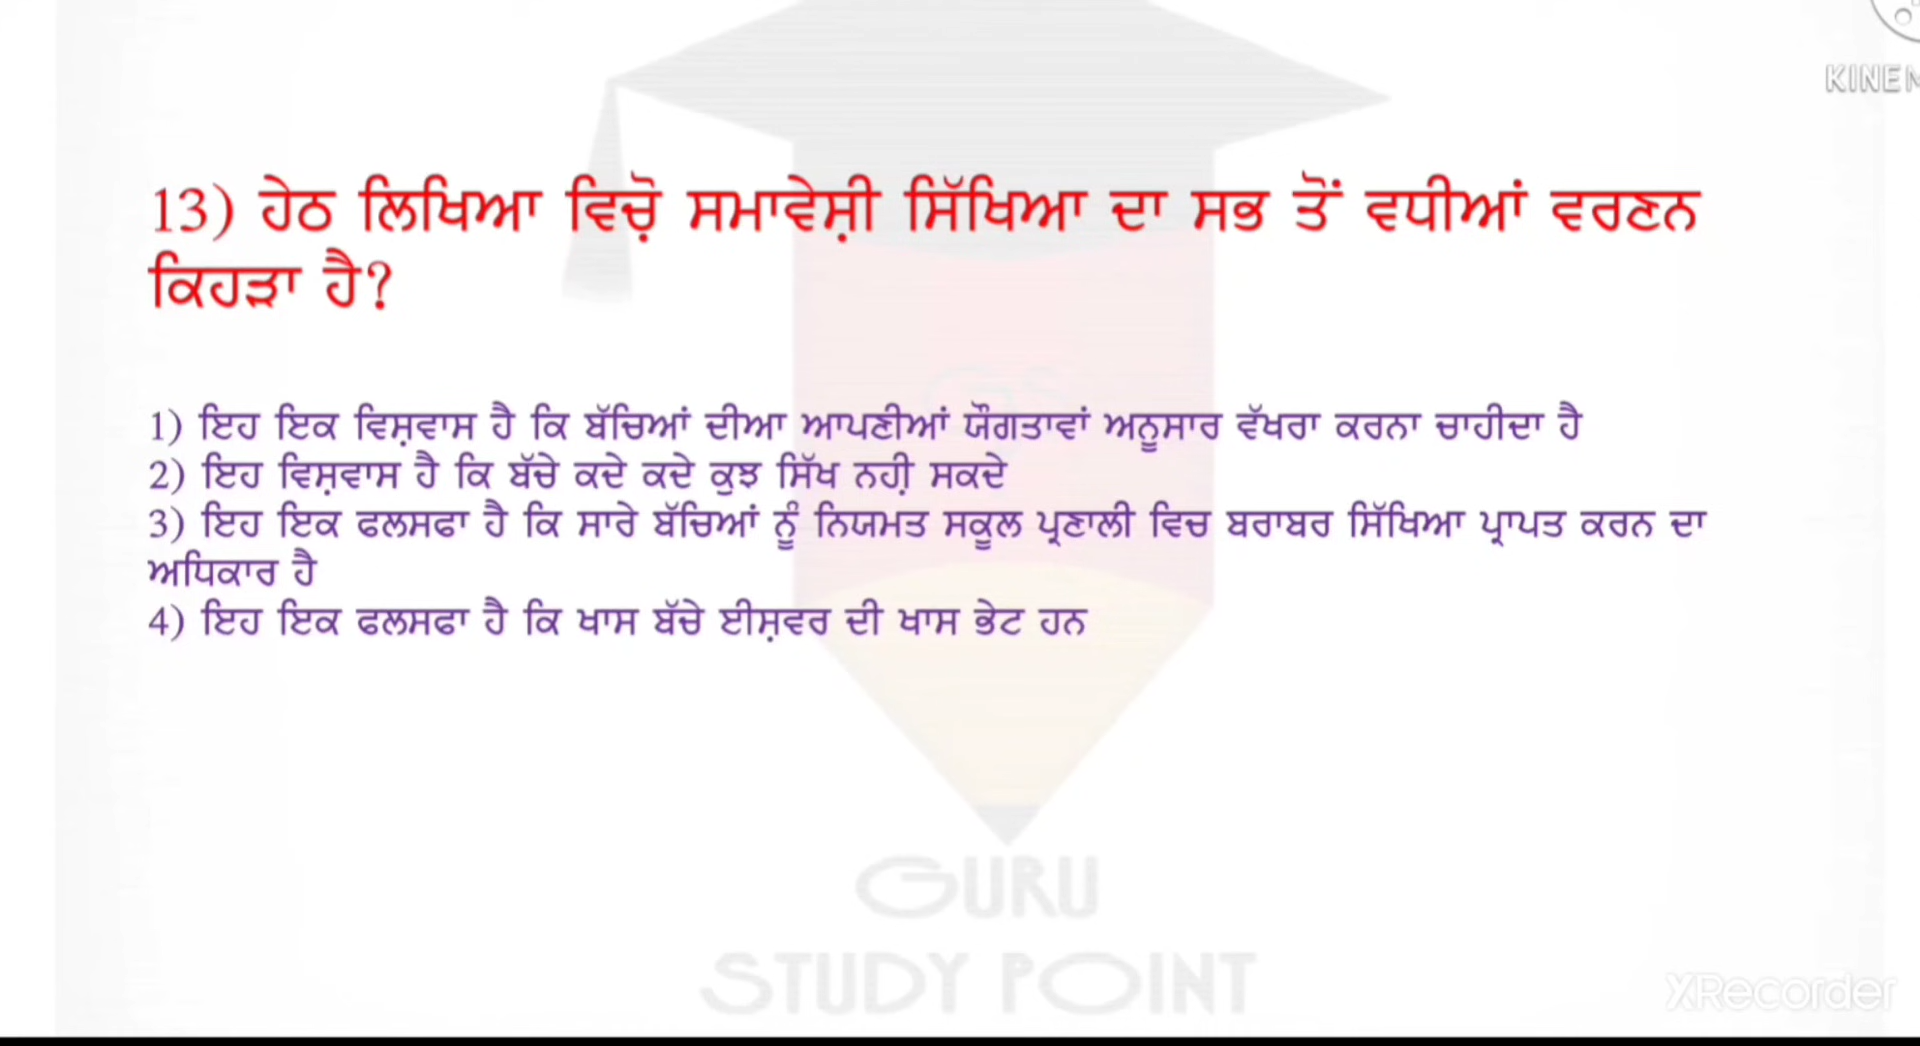 KINEM
13) ਹੇਠ ਲਿਖਿਆ ਵਿਚੋ਼ ਸਮਾਵੇਸ਼ੀ ਸਿੱਖਿਆ ਦਾ ਸਭ ਤੋਂ ਵਧੀਆਂ ਵਰਣਨ
ਕਿਹੜਾ ਹੈ?
1) ਇਹ ਇਕ ਵਿਸ਼ਵਾਸ ਹੈ ਕਿ ਬੱਚਿਆਂ ਦੀਆ ਆਪਣੀਆਂ ਯੌਗਤਾਵਾਂ ਅਨੂਸਾਰ ਵੱਖਰਾ ਕਰਨਾ ਚਾਹੀਦਾ ਹੈ
2) ਇਹ ਵਿਸ਼ਵਾਸ ਹੈ ਕਿ ਬੱਚੇ ਕਦੇ ਕਦੇ ਕੁਝ ਸਿੱਖ ਨਹੀ਼ ਸਕਦੇ
3) ਇਹ ਇਕ ਫਲਸਫਾ ਹੈ ਕਿ ਸਾਰੇ ਬੱਚਿਆਂ ਨੂੰ ਨਿਯਮਤ ਸਕੂਲ ਪ੍ਰਣਾਲੀ ਵਿਚ ਬਰਾਬਰ ਸਿੱਖਿਆ ਪ੍ਰਾਪਤ ਕਰਨ ਦਾ
ਅਧਿਕਾਰ ਹੈ
4) ਇਹ ਇਕ ਫਲਸਫਾ ਹੈ ਕਿ ਖਾਸ ਬੱਚੇ ਈਸ਼ਵਰ ਦੀ ਖਾਸ ਭੇਟ ਹਨ
GURU
STUDY POINT
XRecorder